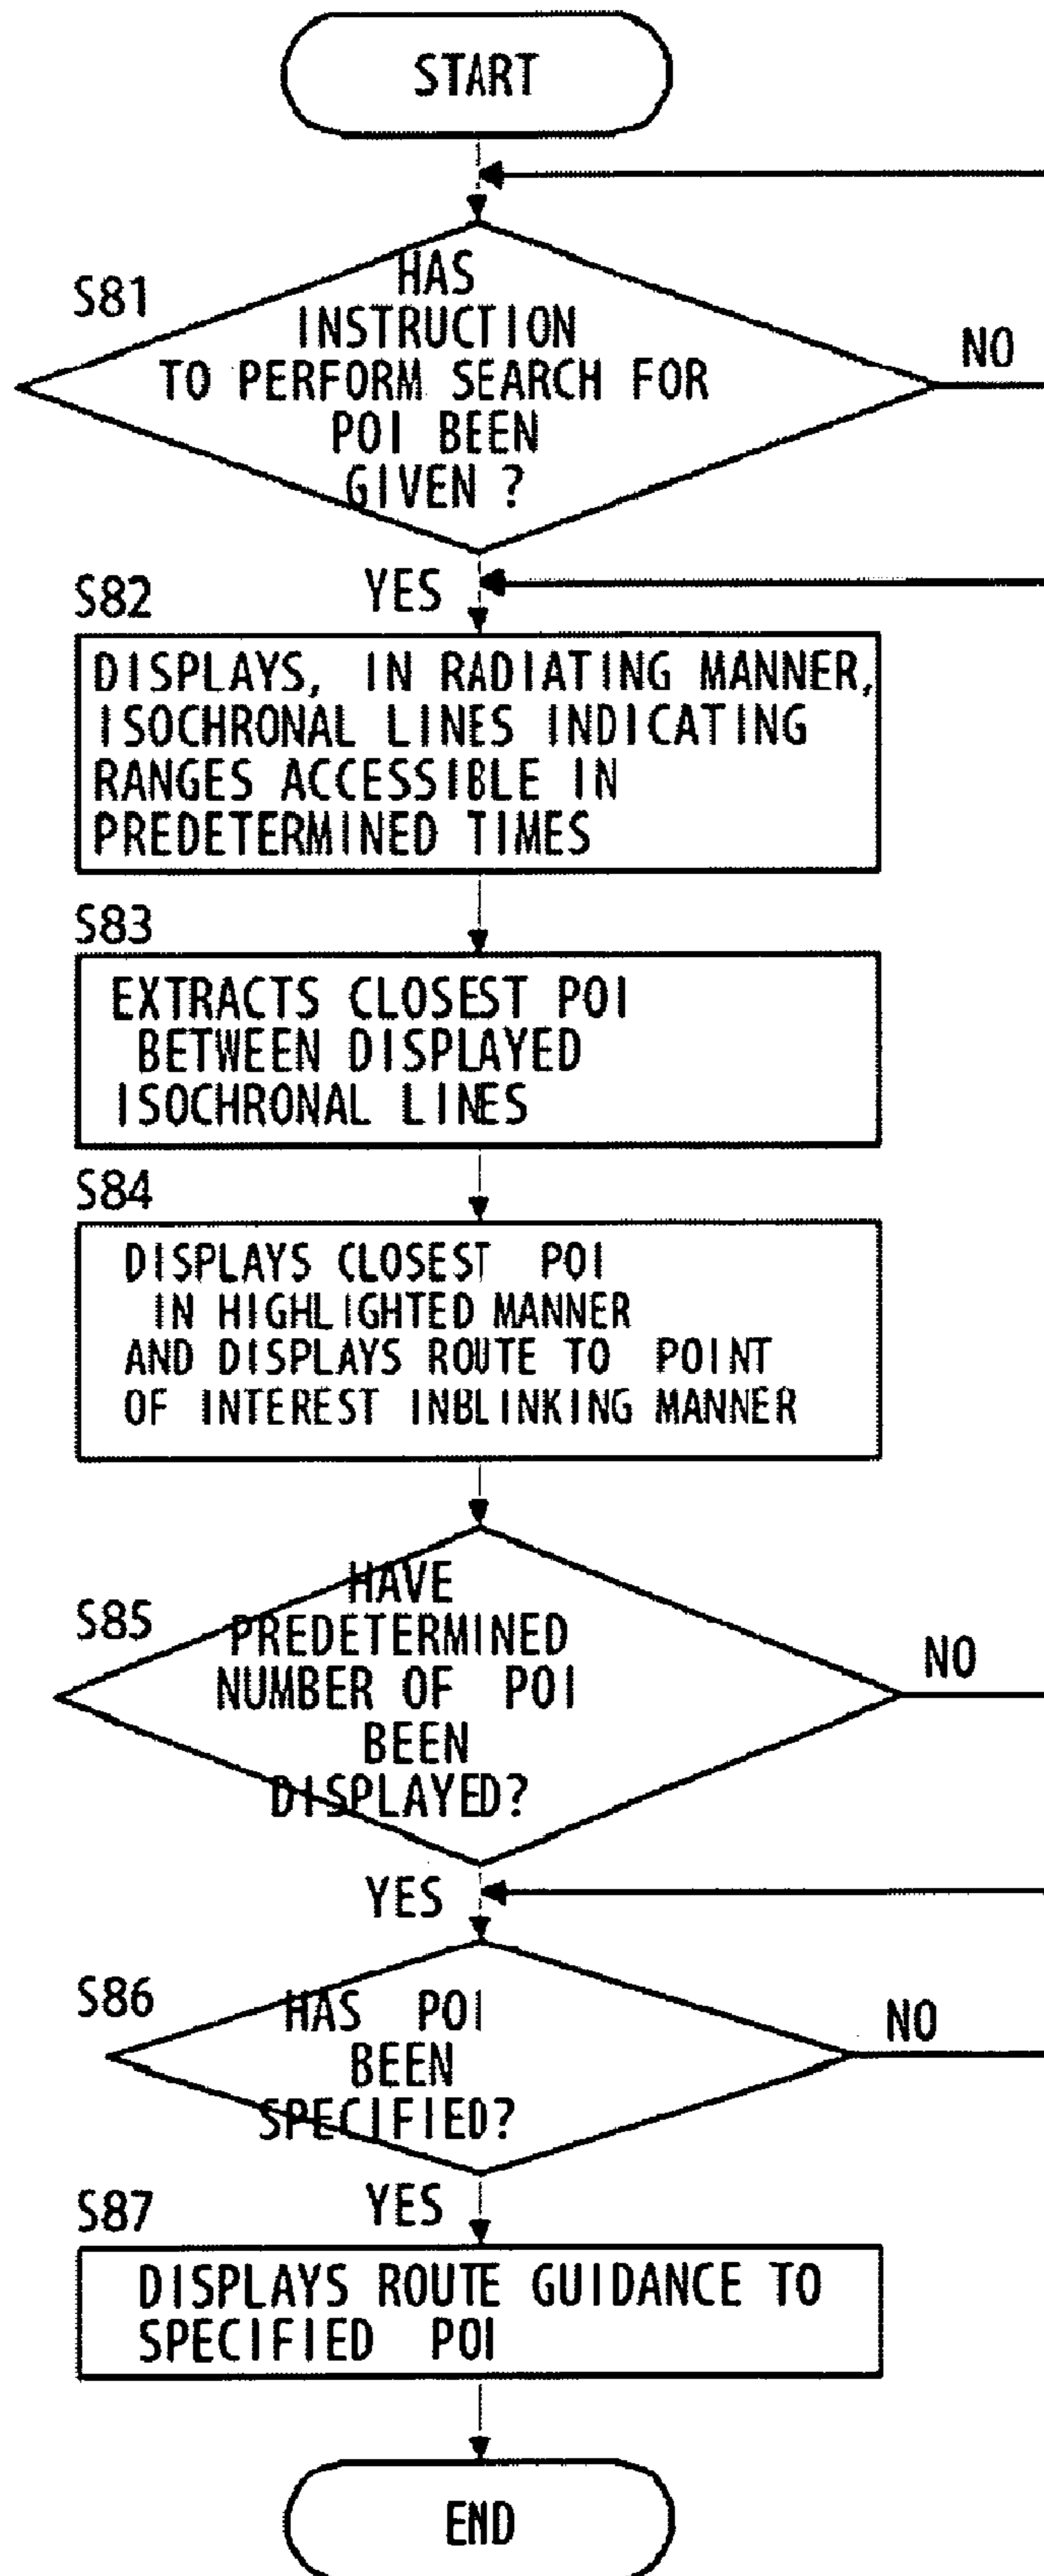 START
S81
HAS
INSTRUCTION
TO PERFORM SEARCH FOR
POI BEEN
GIVEN ?
NO
YES
S82
DISPLAYS, IN RADIATING MANNER,
ISOCHRONAL LINES INDICATING
RANGES ACCESSIBLE IN
PREDETERMINED TIMES
S83
EXTRACTS CLOSEST POI
BETWEEN DISPLAYED
ISOCHRONAL LINES
S84
DISPLAYS CLOSEST POI
IN HIGHLIGHTED MANNER
AND DISPLAYS ROUTE TO POINT
OF INTEREST INBLINKING MANNER
S85
HAVE
PREDETERMINED
NUMBER OF POI
BEEN
DISPLAYED?
NO
YES
S86
HAS POI
BEEN
SPECIFIED?
NO
YES
S87
DISPLAYS ROUTE GUIDANCE TO
SPECIFIED POI
END